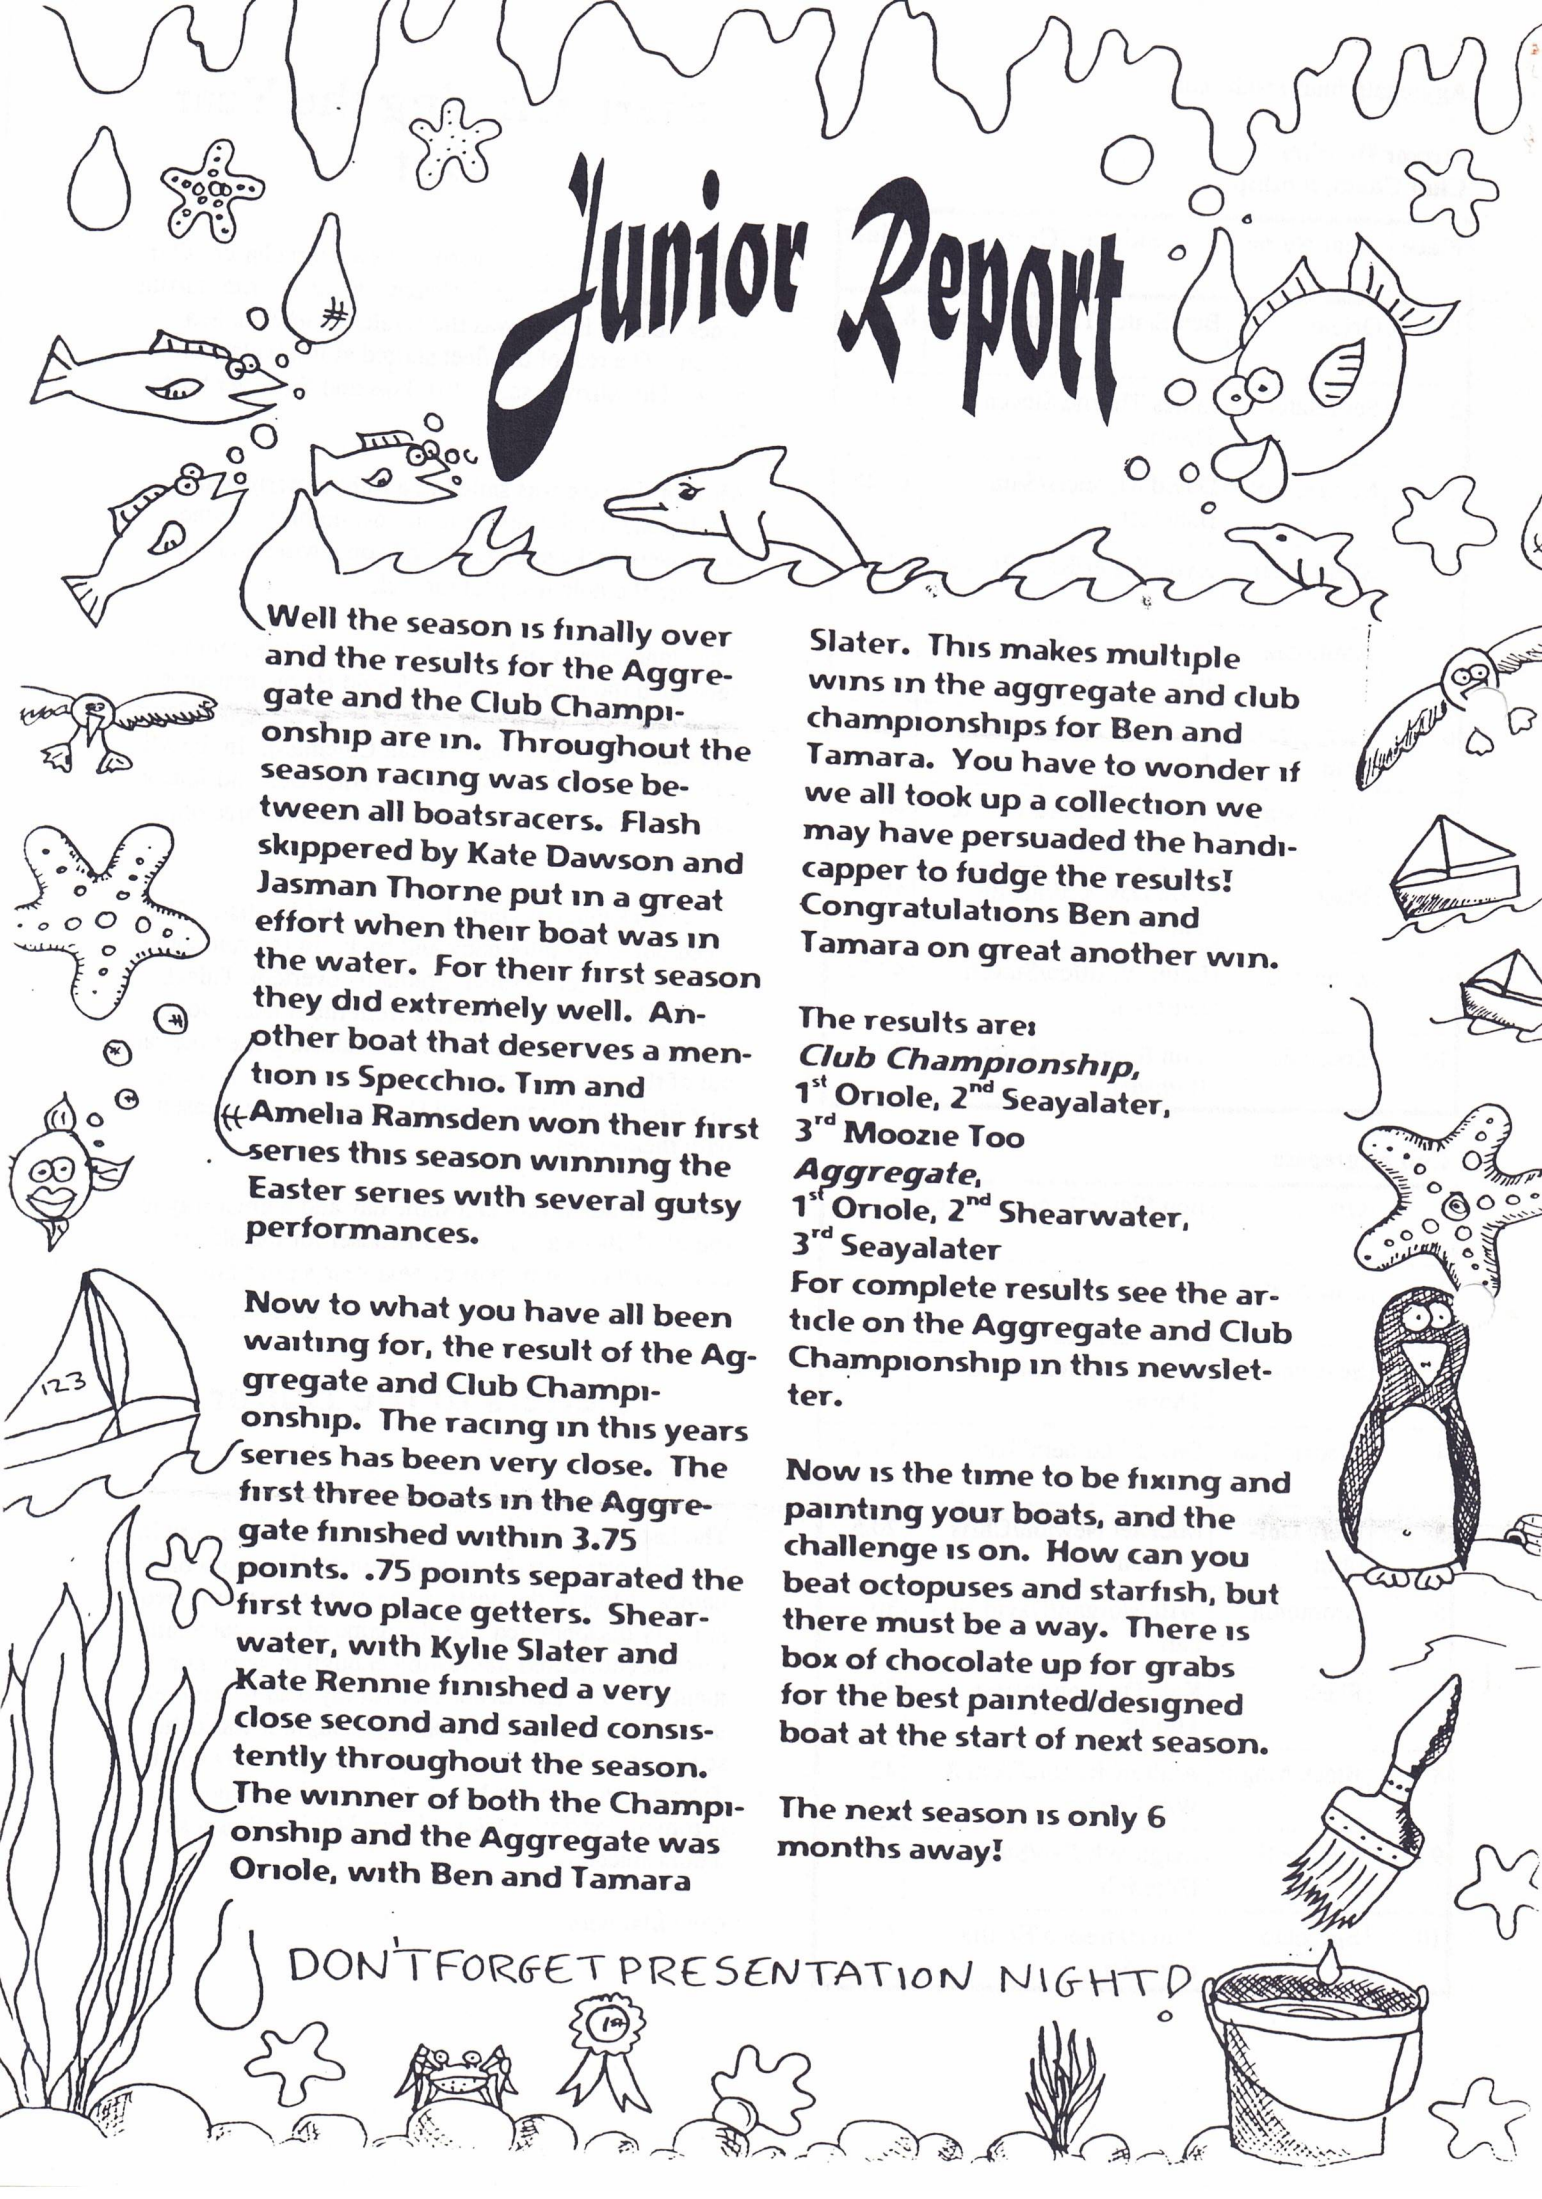 Junior Report
Well the season is finally over
and the results for the Aggre-
gate and the Club Champi-
onship are in.  Throughout the
season racing was close be-
tween all boatsracers.  Flash
skippered by Kate Dawson and
Jasman Thorne put in a great
effort when their boat was in
the water.  For their first season
they did extremely well.  An-
other boat that deserves a men-
tion is Specchio. Tim and
Amelia Ramsden won their first
series this season winning the
Easter series with several gutsy
performances.
Now to what you have all been
waiting for, the result of the Ag-
gregate and Club Champi-
onship.  The racing in this years
series has been very close.  The
first three boats in the Aggre-
gate finished within 3.75
points.  .75 points separated the
first two place getters.  Shear-
water, with Kylie Slater and
Kate Rennie finished a very
close second and sailed consis-
tently throughout the season.
The winner of both the Champi-
onship and the Aggregate was
Oriole, with Ben and Tamara
Slater.  This makes multiple
wins in the aggregate and club
championships for Ben and
Tamara.  You have to wonder if
we all took up a collection we
may have persuaded the handi-
capper to fudge the results!
Congratulations Ben and
Tamara on great another win.
The results are:
Club Championship,
1st Oriole, 2nd Seayalater,
3rd Moozie Too
Aggregate,
1st Oriole, 2nd Shearwater,
3rd Seayalater
For complete results see the ar-
ticle on the Aggregate and Club
Championship in this newslet-
ter.
Now is the time to be fixing and
painting your boats, and the
challenge is on.  How can you
beat octopuses and starfish, but
there must be a way.  There is
box of chocolate up for grabs
for the best painted/designed
boat at the start of next season.
The next season is only 6
months away!
123
DON'T FORGET PRESENTATION NIGHT!
1st